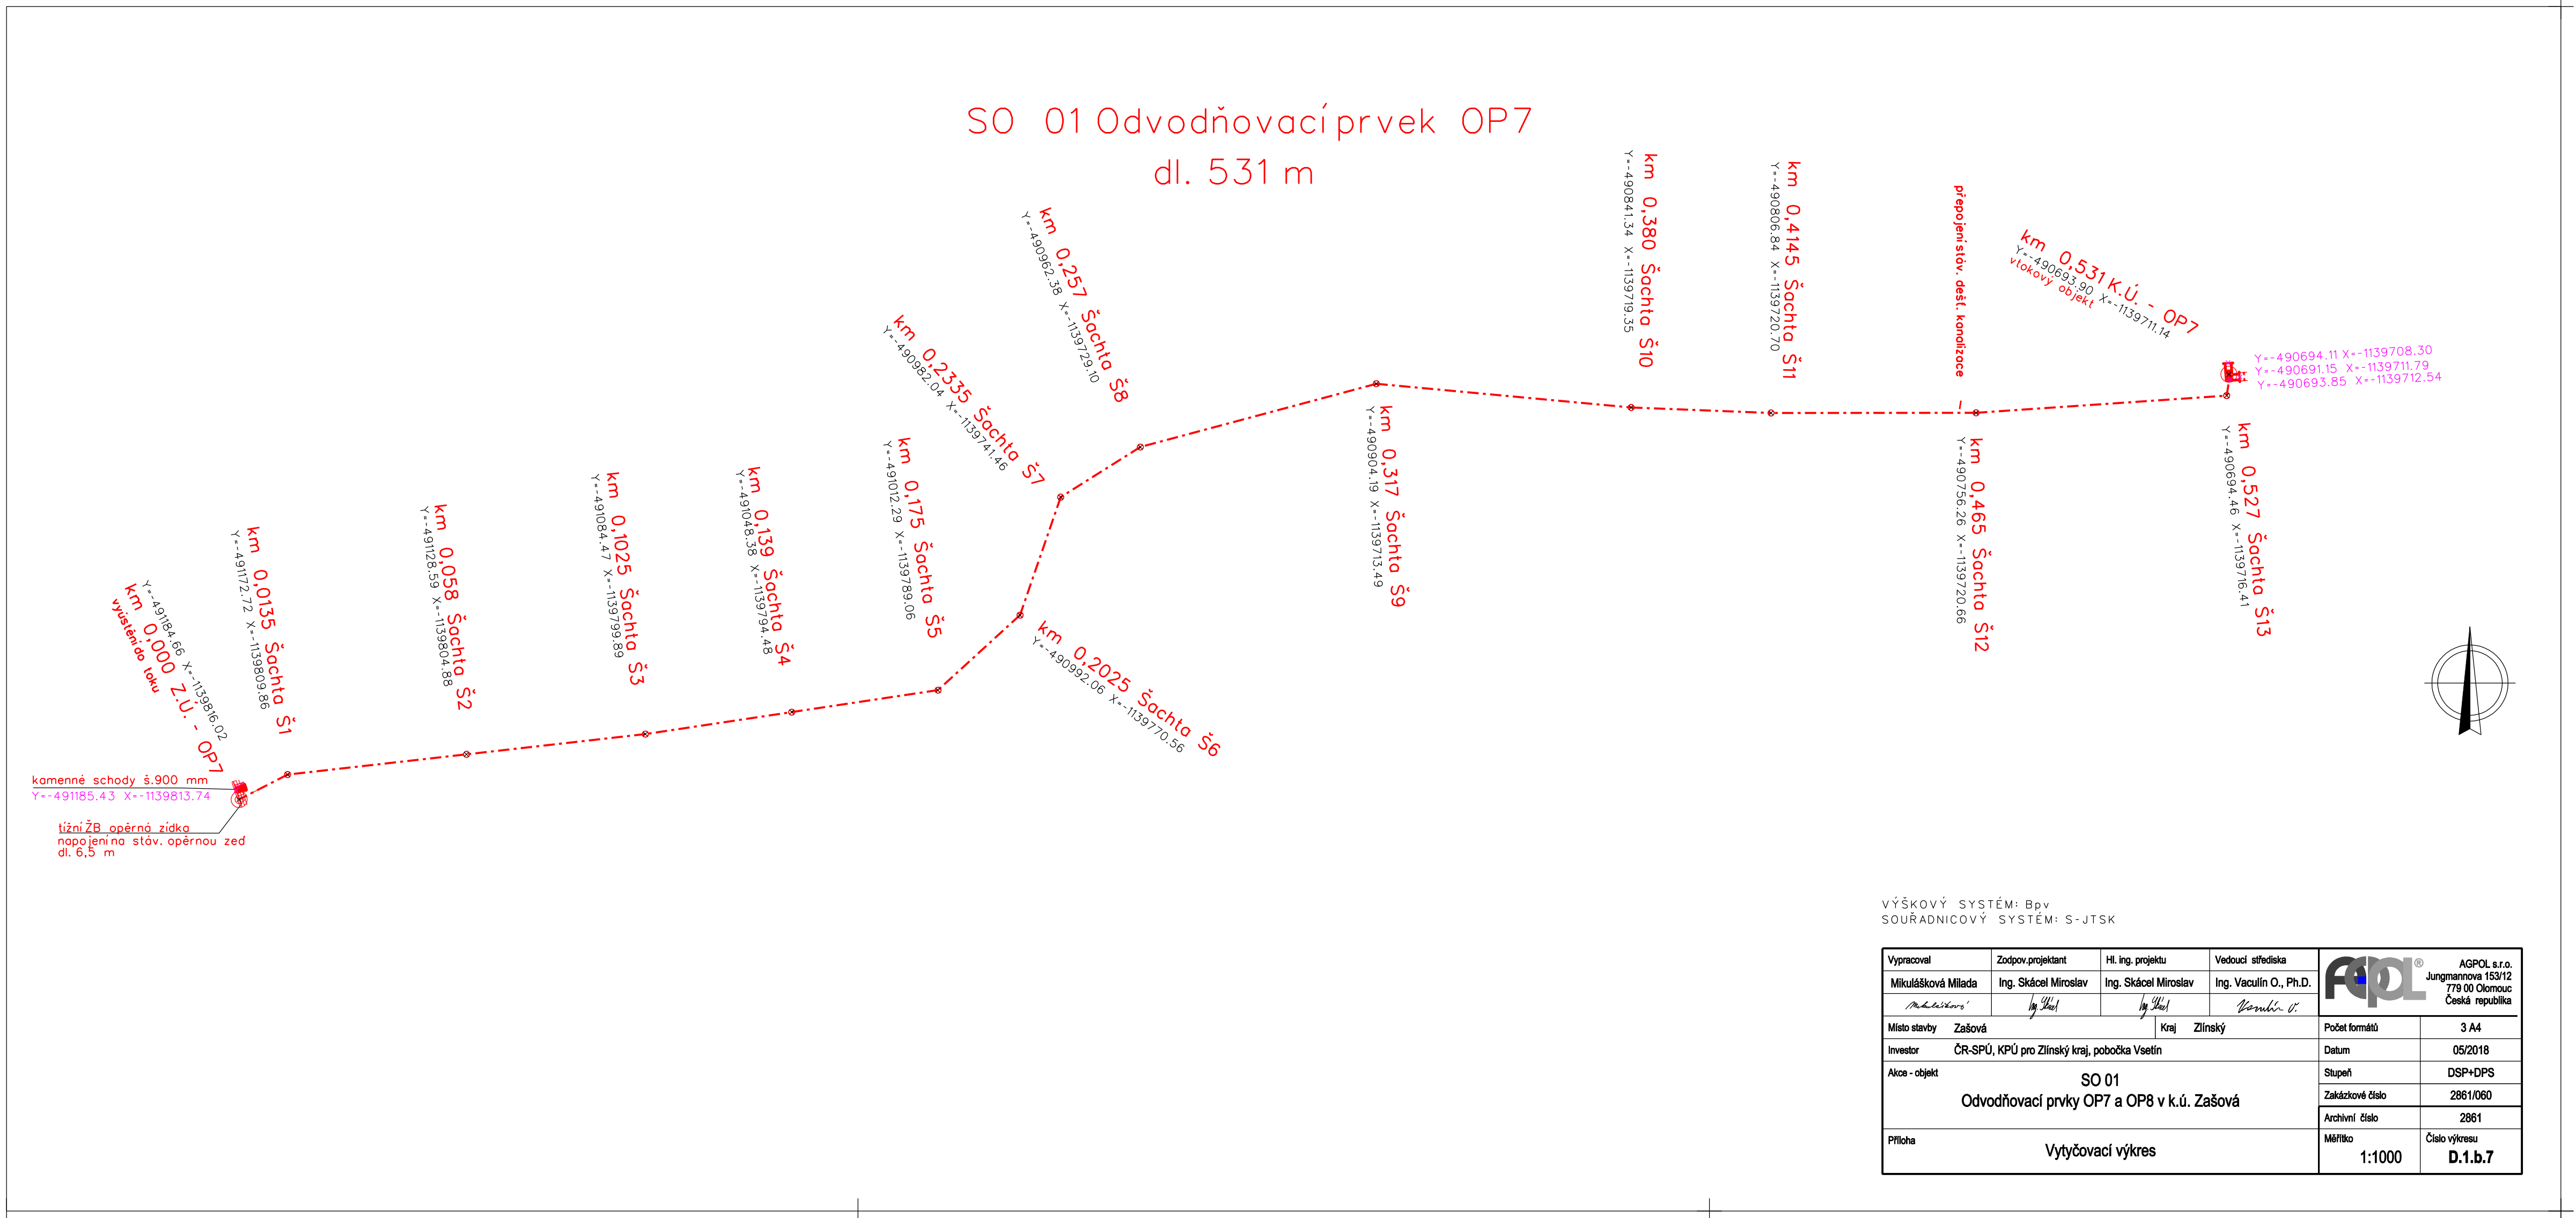 SO 01 Odvodňovací prvek OP7
dl. 531 m
km 0,000 Z.Ú. - OP7
Y=-491184.66 X=-1139816.02
vyústění do toku
km 0,0135 Šachta Š1
Y=-491172.72 X=-1139809.86
km 0,058 Šachta Š2
Y=-491128.59 X=-1139804.88
km 0,1025 Šachta Š3
Y=-491084.47 X=-1139799.89
km 0,139 Šachta Š4
Y=-491048.38 X=-1139794.48
km 0,175 Šachta Š5
Y=-491012.29 X=-1139789.06
km 0,2025 Šachta Š6
Y=-490992.06 X=-1139770.56
km 0,2335 Šachta Š7
Y=-490982.04 X=-1139741.46
km 0,257 Šachta Š8
Y=-490962.38 X=-1139729.10
km 0,317 Šachta Š9
Y=-490904.19 X=-1139713.49
km 0,380 Šachta Š10
Y=-490841.34 X=-1139719.35
km 0,4145 Šachta Š11
Y=-490806.84 X=-1139720.70
přepojení stáv. dešť. kanalizace
km 0,465 Šachta Š12
Y=-490756.26 X=-1139720.66
km 0,527 Šachta Š13
Y=-490694.46 X=-1139716.41
km 0,531 K.Ú. - OP7
Y=-490693.90 X=-1139711.14
vtokový objekt
Y=-490694.11 X=-1139708.30
Y=-490691.15 X=-1139711.79
Y=-490693.85 X=-1139712.54
kamenné schody š.900 mm
Y=-491185.43 X=-1139813.74
tížní ŽB opěrná zídka
napojení na stáv. opěrnou zeď
dl. 6,5 m
VÝŠKOVÝ SYSTÉM: Bpv
SOUŘADNICOVÝ SYSTÉM: S-JTSK
Vypracoval Zodpov.projektant Hl. ing. projektu Vedoucí střediska
Mikulášková Milada Ing. Skácel Miroslav Ing. Skácel Miroslav Ing. Vaculín O., Ph.D.
AGPOL®
AGPOL s.r.o.
Jungmannova 153/12
779 00 Olomouc
Česká republika
Místo stavby Zašová Kraj Zlínský
Počet formátů 3 A4
Investor ČR-SPÚ, KPÚ pro Zlínský kraj, pobočka Vsetín
Datum 05/2018
Akce - objekt
SO 01
Odvodňovací prvky OP7 a OP8 v k.ú. Zašová
Stupeň DSP+DPS
Zakázkové číslo 2861/060
Archivní číslo 2861
Příloha
Vytyčovací výkres
Měřítko
1:1000
Číslo výkresu
D.1.b.7